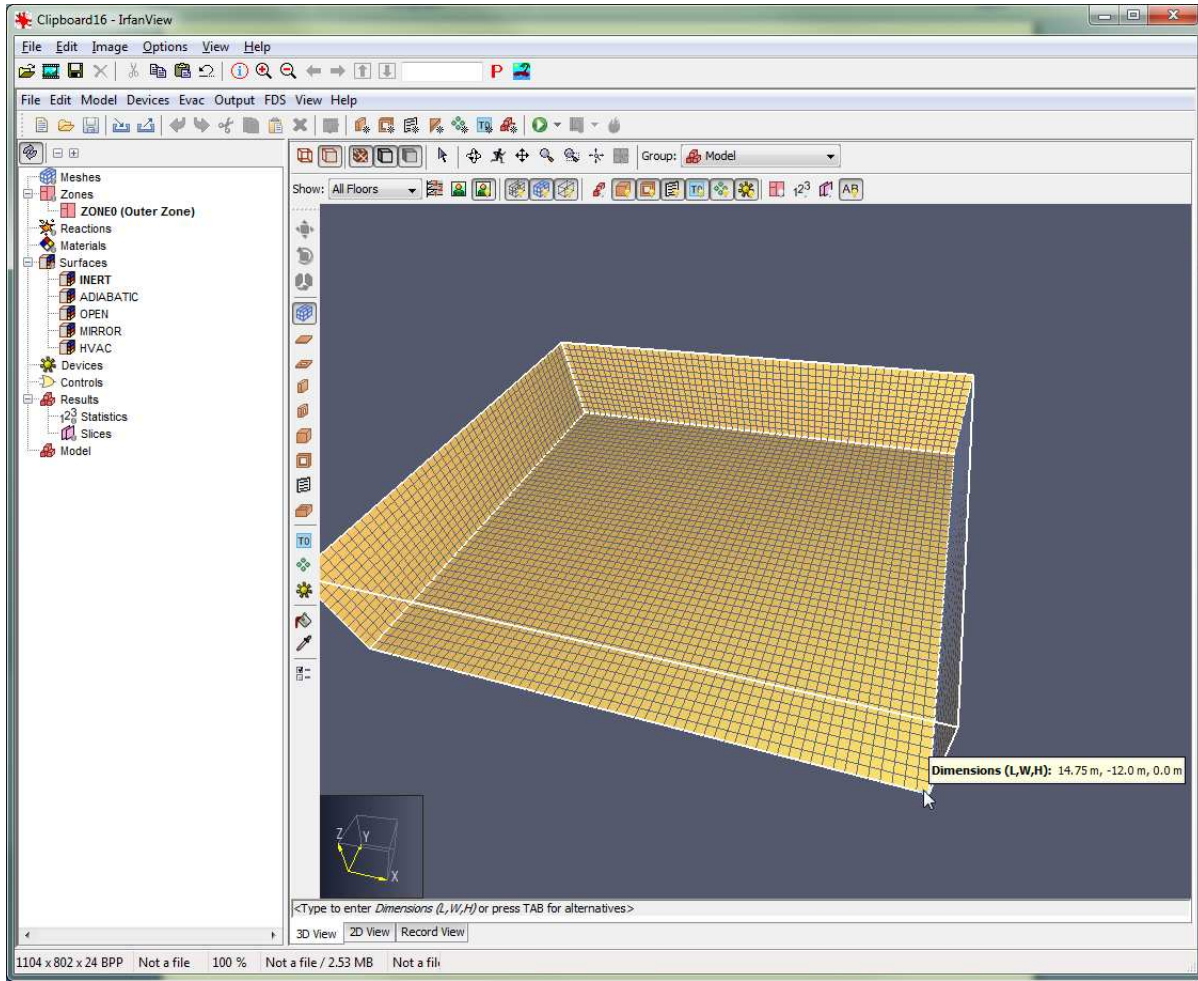 Clipboard16 - IrfanView
File Edit Image Options View Help
P
File Edit Model Devices Evac Output FDS View Help
Group: Model
Show: All Floors
Meshes
Zones
ZONE0 (Outer Zone)
Reactions
Materials
Surfaces
INERT
ADIABATIC
OPEN
MIRROR
HVAC
Devices
Controls
Results
Statistics
Slices
Model
T0
Dimensions (L,W,H): 14.75 m, -12.0 m, 0.0 m
Z Y
X
<Type to enter Dimensions (L,W,H) or press TAB for alternatives>
3D View 2D View Record View
1104 x 802 x 24 BPP Not a file 100 % Not a file / 2.53 MB Not a fil